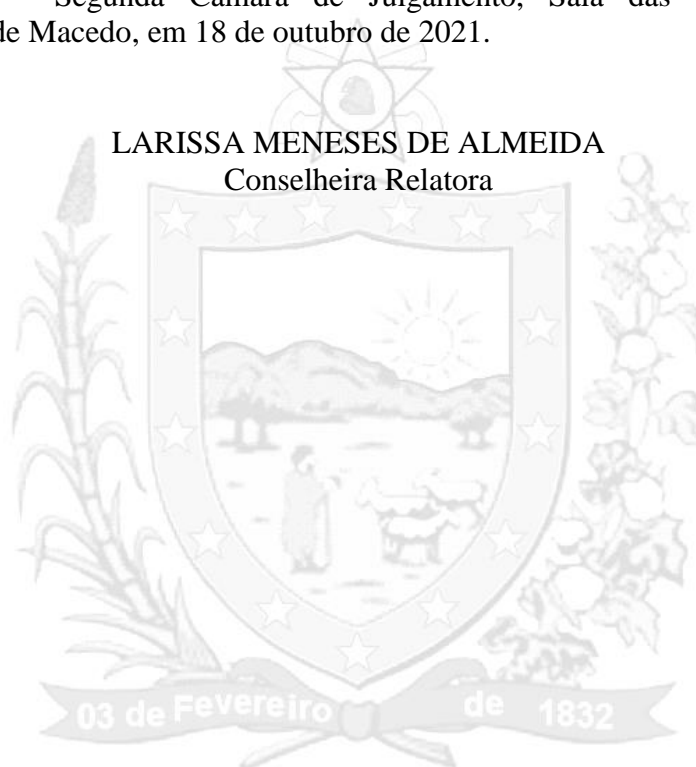 Segunda Câmara de Julgamento, Sala das
de Macedo, em 18 de outubro de 2021.
LARISSA MENESES DE ALMEIDA
Conselheira Relatora
03 de Fevereiro de 1832